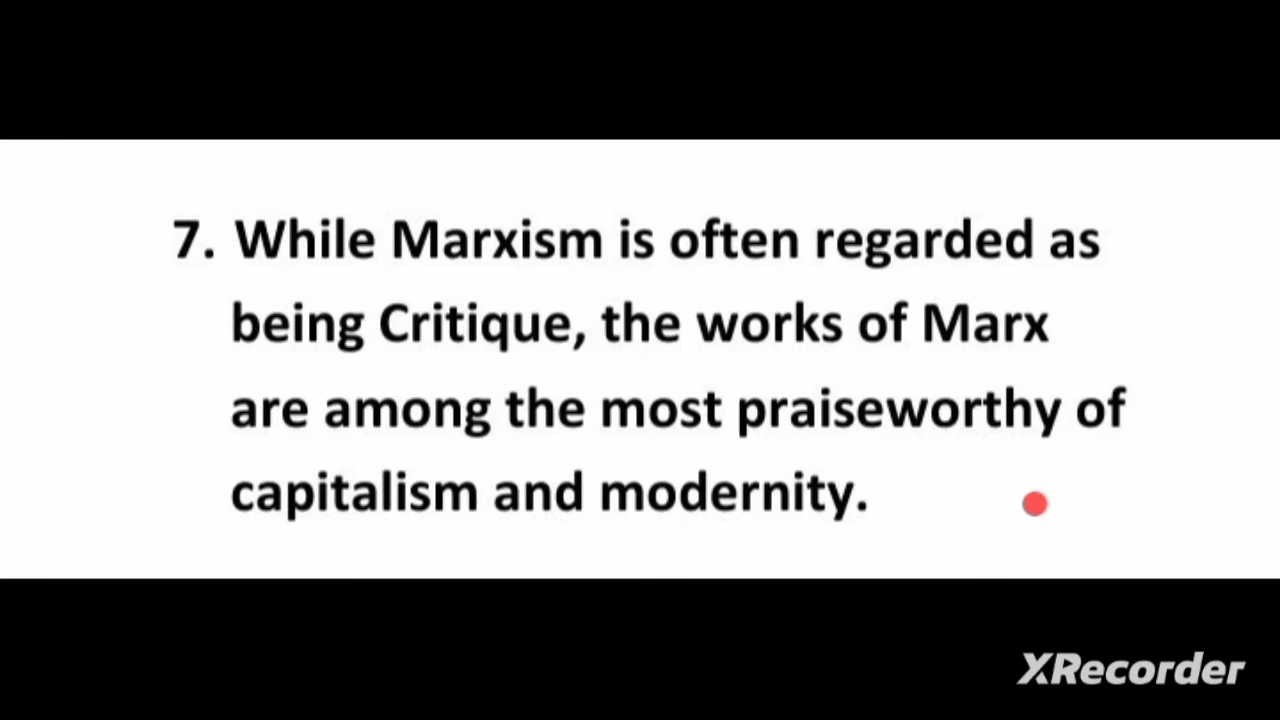 7. While Marxism is often regarded as
being Critique, the works of Marx
are among the most praiseworthy of
capitalism and modernity.
XRecorder